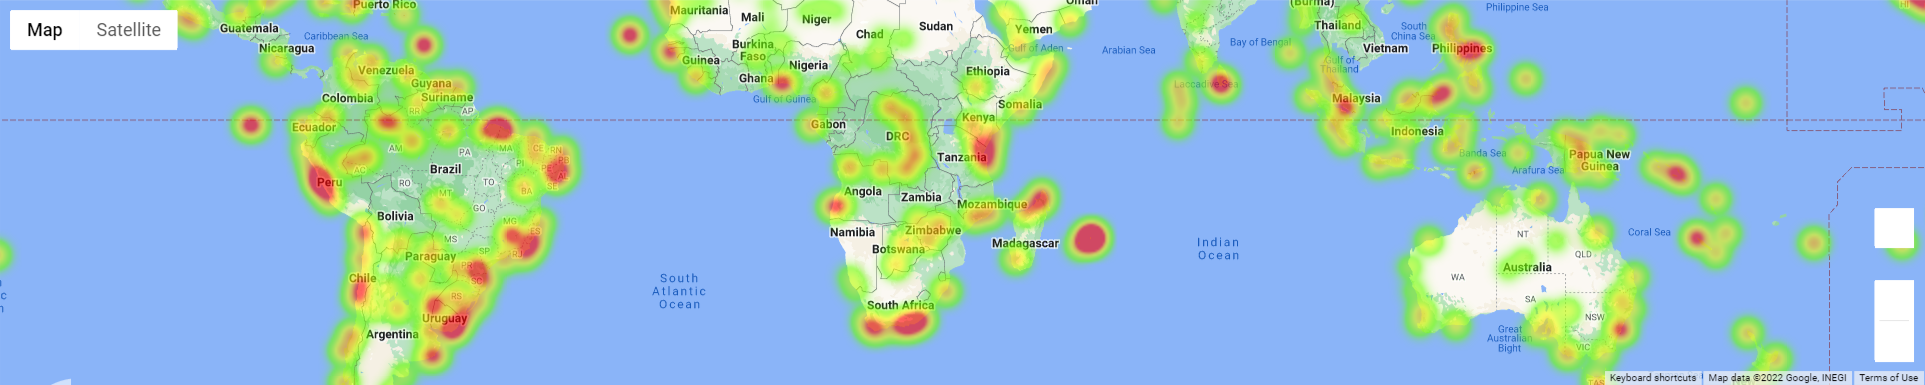 Map
Satellite
Puerto Rico
Guatemala
Caribbean Sea
Nicaragua
Venezuela
Guyana
Colombia
Suriname
RR
AP
Ecuador
AM
PA
MA
CE
RN
PB
PI
PE
AL
SE
AC
Peru
RO
Brazil
TO
BA
MT
GO
Bolivia
MG
ES
MS
SP
RJ
Paraguay
PR
SC
Chile
RS
Uruguay
Argentina
South
Atlantic
Ocean
Mauritania
Mali
Niger
Chad
Sudan
Yemen
Oman
Gulf of Aden
Arabian Sea
Burkina
Faso
Guinea
Nigeria
Ghana
Gulf of Guinea
Ethiopia
Somalia
Gabon
Kenya
DRC
Tanzania
Angola
Zambia
Mozambique
Namibia
Zimbabwe
Botswana
Madagascar
South Africa
Indian
Ocean
(Burma)
Thailand
Bay of Bengal
Laccadive Sea
South
China Sea
Vietnam
Philippines
Philippine Sea
Gulf of
Thailand
Malaysia
Indonesia
Banda Sea
Papua New
Guinea
Arafura Sea
Coral Sea
NT
QLD
WA
Australia
SA
NSW
Great
Australian
Bight
VIC
TAS
HI
Keyboard shortcuts
Map data ©2022 Google, INEGI
Terms of Use